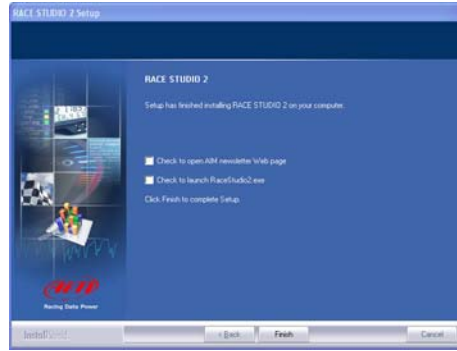 RACE STUDIO 2 Setup
RACE STUDIO 2
Setup has finished installing RACE STUDIO 2 on your computer.
Check to open AIM newsletter Web page
Check to launch RaceStudio2.exe
Click Finish to complete Setup.
AIM
Racing Data Power
< Back
Finish
Cancel